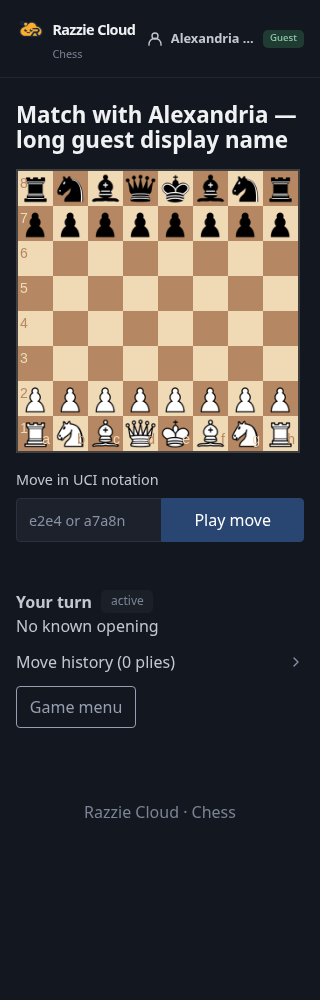 Razzie Cloud
Chess
Alexandria ...
Guest
Match with Alexandria —
long guest display name
8
7
6
5
4
3
2
1
a
c
d
e
f
g
h
Move in UCI notation
e2e4 or a7a8n
Play move
Your turn
active
No known opening
Move history (0 plies)
Game menu
Razzie Cloud · Chess